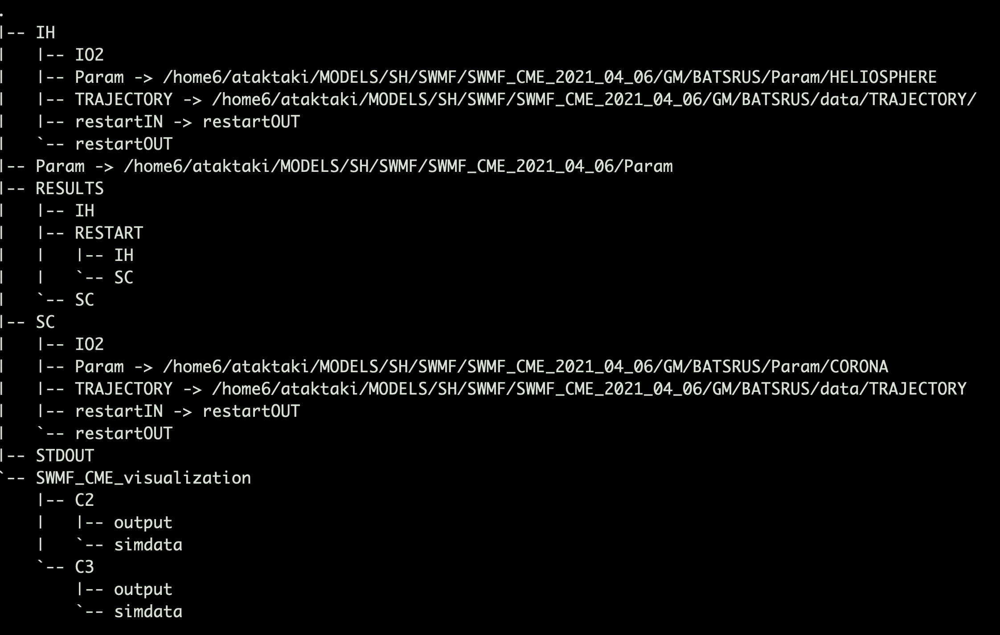 .
|-- IH
|   |-- IO2
|   |-- Param -> /home6/ataktaki/MODELS/SH/SWMF/SWMF_CME_2021_04_06/GM/BATSRUS/Param/HELIOSPHERE
|   |-- TRAJECTORY -> /home6/ataktaki/MODELS/SH/SWMF/SWMF_CME_2021_04_06/GM/BATSRUS/data/TRAJECTORY/
|   |-- restartIN -> restartOUT
|   `-- restartOUT
|-- Param -> /home6/ataktaki/MODELS/SH/SWMF/SWMF_CME_2021_04_06/Param
|-- RESULTS
|   |-- IH
|   |-- RESTART
|   |   |-- IH
|   |   `-- SC
|   `-- SC
|-- SC
|   |-- IO2
|   |-- Param -> /home6/ataktaki/MODELS/SH/SWMF/SWMF_CME_2021_04_06/GM/BATSRUS/Param/CORONA
|   |-- TRAJECTORY -> /home6/ataktaki/MODELS/SH/SWMF/SWMF_CME_2021_04_06/GM/BATSRUS/data/TRAJECTORY
|   |-- restartIN -> restartOUT
|   `-- restartOUT
|-- STDOUT
`-- SWMF_CME_visualization
    |-- C2
    |   |-- output
    |   `-- simdata
    `-- C3
        |-- output
        `-- simdata